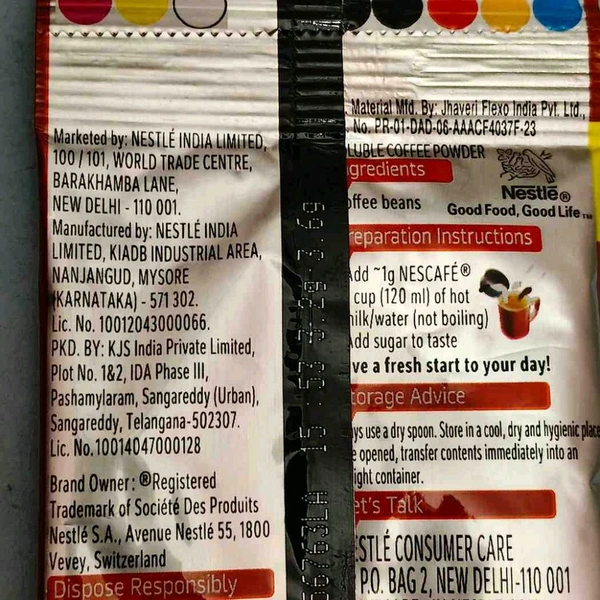 Marketed by: NESTLÉ INDIA LIMITED,
100 / 101, WORLD TRADE CENTRE,
BARAKHAMBA LANE,
NEW DELHI - 110 001.
Manufactured by: NESTLÉ INDIA
LIMITED, KIADB INDUSTRIAL AREA,
NANJANGUD, MYSORE
(KARNATAKA) - 571 302.
Lic. No. 10012043000066.
PKD. BY: KJS India Private Limited,
Plot No. 1&2, IDA Phase III,
Pashamylaram, Sangareddy (Urban),
Sangareddy, Telangana-502307.
Lic. No.10014047000128
Brand Owner: ®Registered
Trademark of Société Des Produits
Nestlé S.A., Avenue Nestlé 55, 1800
Vevey, Switzerland
Dispose Responsibly
Material Mfd. By: Jhaveri Flexo India Pvt. Ltd.,
No. PR-01-DAD-06-AAACF4037F-23
LUBLE COFFEE POWDER
gredients
offee beans
Nestlé®
Good Food, Good Life TM
reparation Instructions
Add ~1g NESCAFÉ®
cup (120 ml) of hot
milk/water (not boiling)
Add sugar to taste
ve a fresh start to your day!
torage Advice
ys use a dry spoon. Store in a cool, dry and hygienic place
e opened, transfer contents immediately into an
ight container.
et's Talk
ESTLÉ CONSUMER CARE
P.O. BAG 2, NEW DELHI-110 001